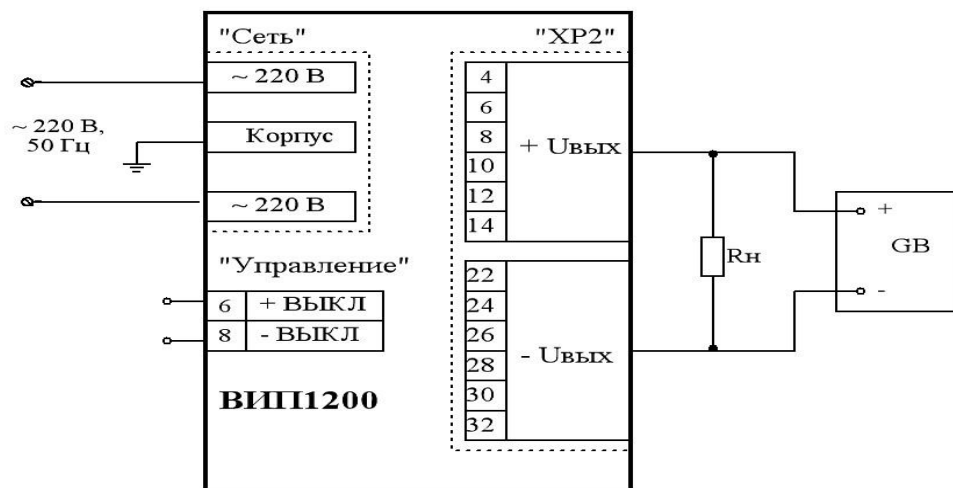 "Сеть"
~ 220 В
Корпус
~ 220 В
~ 220 В,
50 Гц
"Управление"
6 + ВЫКЛ
8 - ВЫКЛ
ВИП1200
"XP2"
4
6
8
10
12
14
+ Uвых
22
24
26
28
30
32
- Uвых
Rн
+
GB
-